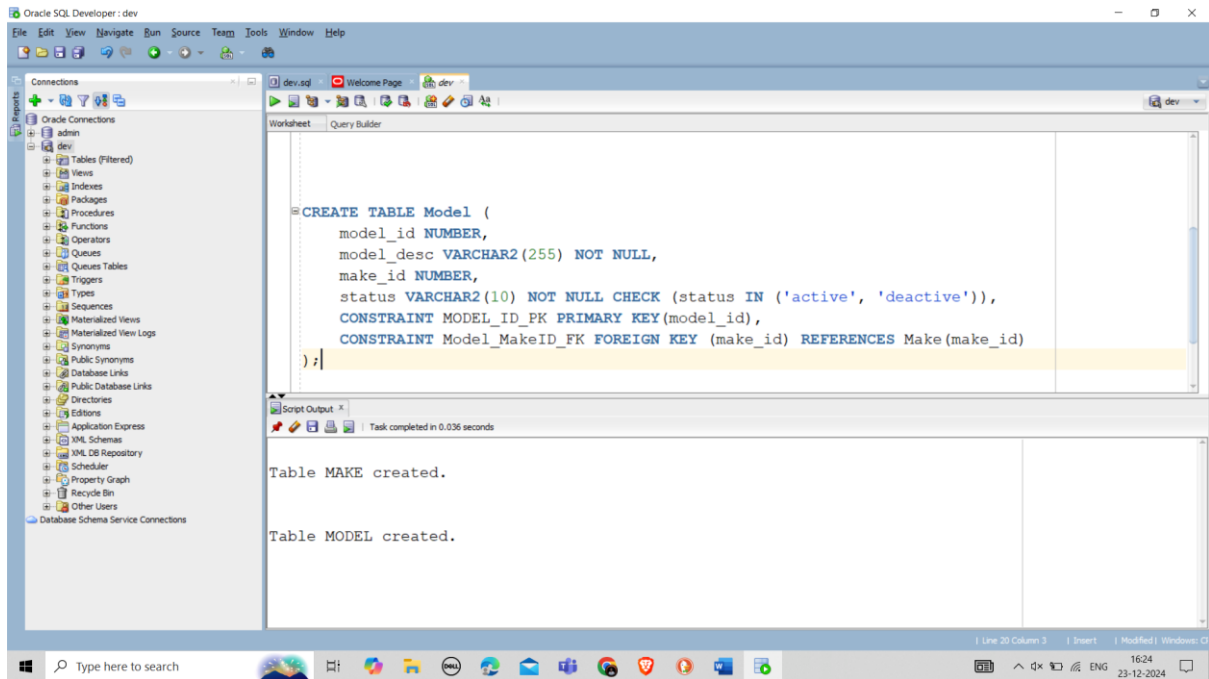 Oracle SQL Developer : dev
File Edit View Navigate Run Source Team Tools Window Help
Connections
dev.sql
Welcome Page
dev
Reports
dev
Worksheet Query Builder
Oracle Connections
admin
dev
Tables (Filtered)
Views
Indexes
Packages
Procedures
Functions
Operators
Queues
Queues Tables
Triggers
Types
Sequences
Materialized Views
Materialized View Logs
Synonyms
Public Synonyms
Database Links
Public Database Links
Directories
Editions
Application Express
XML Schemas
XML DB Repository
Scheduler
Property Graph
Recycle Bin
Other Users
Database Schema Service Connections
CREATE TABLE Model (
model_id NUMBER,
model_desc VARCHAR2(255) NOT NULL,
make_id NUMBER,
status VARCHAR2(10) NOT NULL CHECK (status IN ('active', 'deactive')),
CONSTRAINT MODEL_ID_PK PRIMARY KEY(model_id),
CONSTRAINT Model_MakeID_FK FOREIGN KEY (make_id) REFERENCES Make(make_id)
);
Script Output
Task completed in 0.036 seconds
Table MAKE created.
Table MODEL created.
Line 20 Column 3 | Insert | Modified | Windows: C
Type here to search
DELL
ENG
16:24
23-12-2024